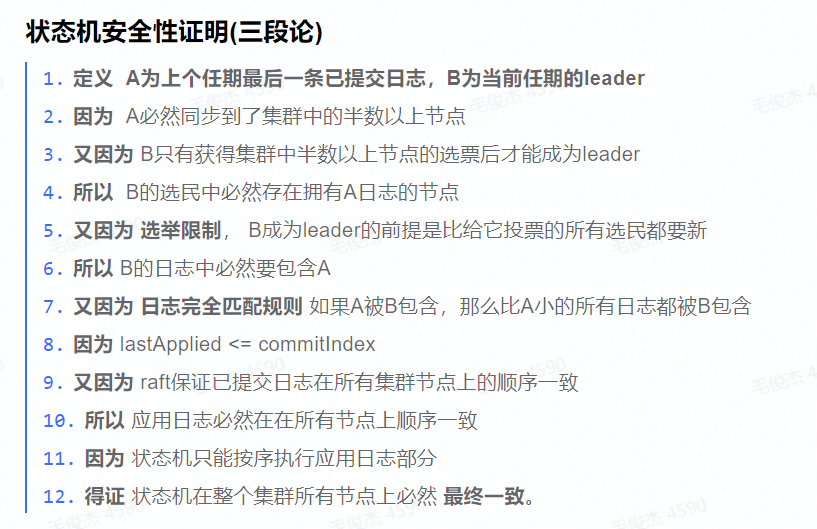 状态机安全性证明(三段论)
1. 定义 A为上个任期最后一条已提交日志，B为当前任期的leader
2. 因为 A必然同步到了集群中的半数以上节点
3. 又因为 B只有获得集群中半数以上节点的选票后才能成为leader
4. 所以 B的选民中必然存在拥有A日志的节点
5. 又因为 选举限制， B成为leader的前提是比给它投票的所有选民都要新
6. 所以 B的日志中必然要包含A
7. 又因为 日志完全匹配规则 如果A被B包含，那么比A小的所有日志都被B包含
8. 因为 lastApplied <= commitIndex
9. 又因为 raft保证已提交日志在所有集群节点上的顺序一致
10. 所以 应用日志必然在在所有节点上顺序一致
11. 因为 状态机只能按序执行应用日志部分
12. 得证 状态机在整个集群所有节点上必然 最终一致。
毛俊杰 4590